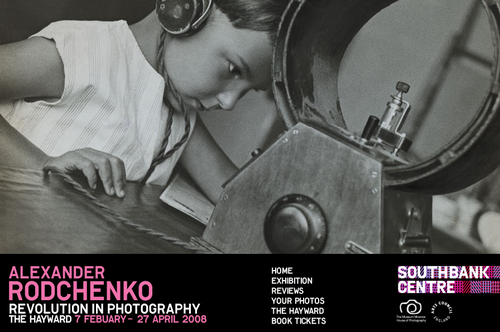 ALEXANDER
RODCHENKO
REVOLUTION IN PHOTOGRAPHY
THE HAYWARD 7 FEBUARY – 27 APRIL 2008
HOME
EXHIBITION
REVIEWS
YOUR PHOTOS
THE HAYWARD
BOOK TICKETS
SOUTHBANK
CENTRE